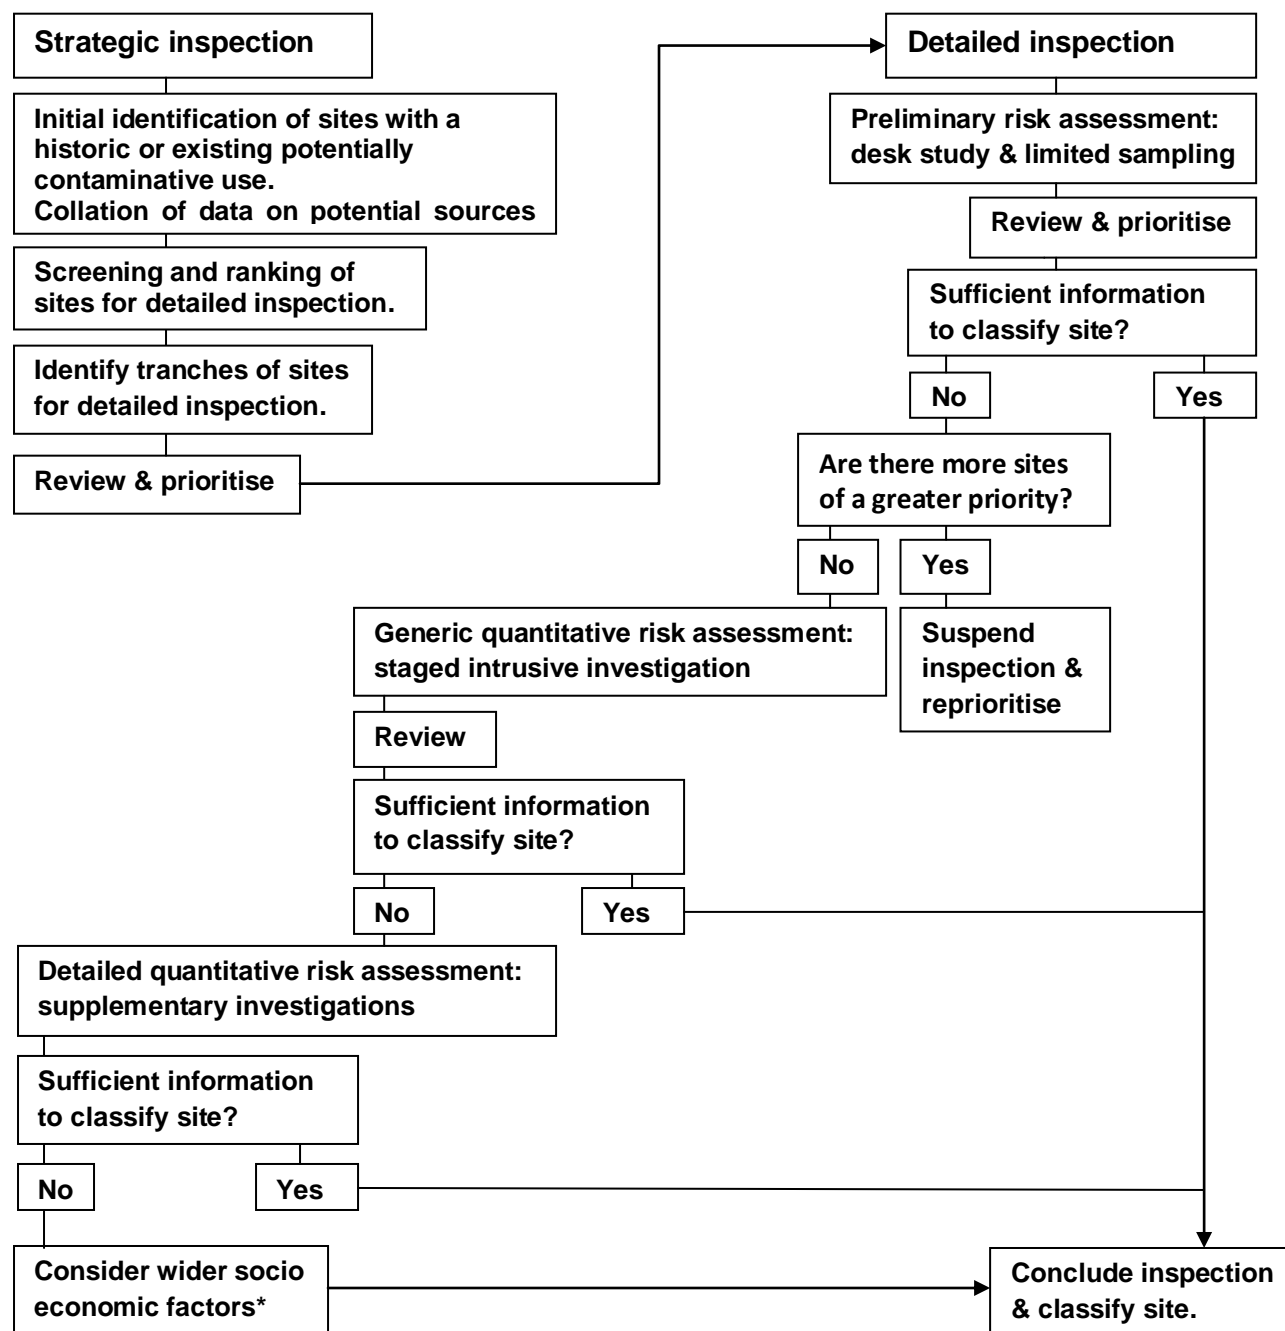 Strategic inspection
Initial identification of sites with a
historic or existing potentially
contaminative use.
Collation of data on potential sources
Screening and ranking of
sites for detailed inspection.
Identify tranches of sites
for detailed inspection.
Review & prioritise
Detailed inspection
Preliminary risk assessment:
desk study & limited sampling
Review & prioritise
Sufficient information
to classify site?
No
Yes
Are there more sites
of a greater priority?
No
Yes
Suspend
inspection &
reprioritise
Generic quantitative risk assessment:
staged intrusive investigation
Review
Sufficient information
to classify site?
No
Yes
Detailed quantitative risk assessment:
supplementary investigations
Sufficient information
to classify site?
No
Yes
Consider wider socio
economic factors*
Conclude inspection
& classify site.